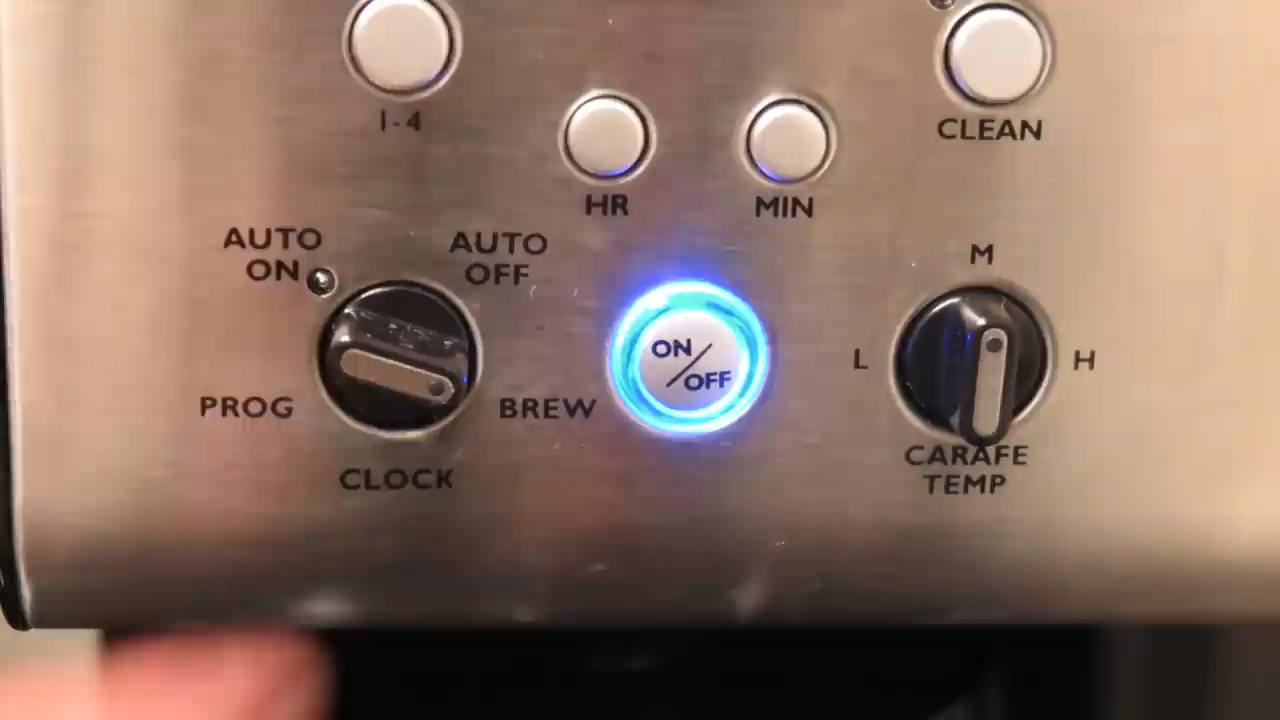 1-4
CLEAN
HR
MIN
AUTO
ON
AUTO
OFF
M
ON/OFF
L
H
PROG
BREW
CARAFE
TEMP
CLOCK